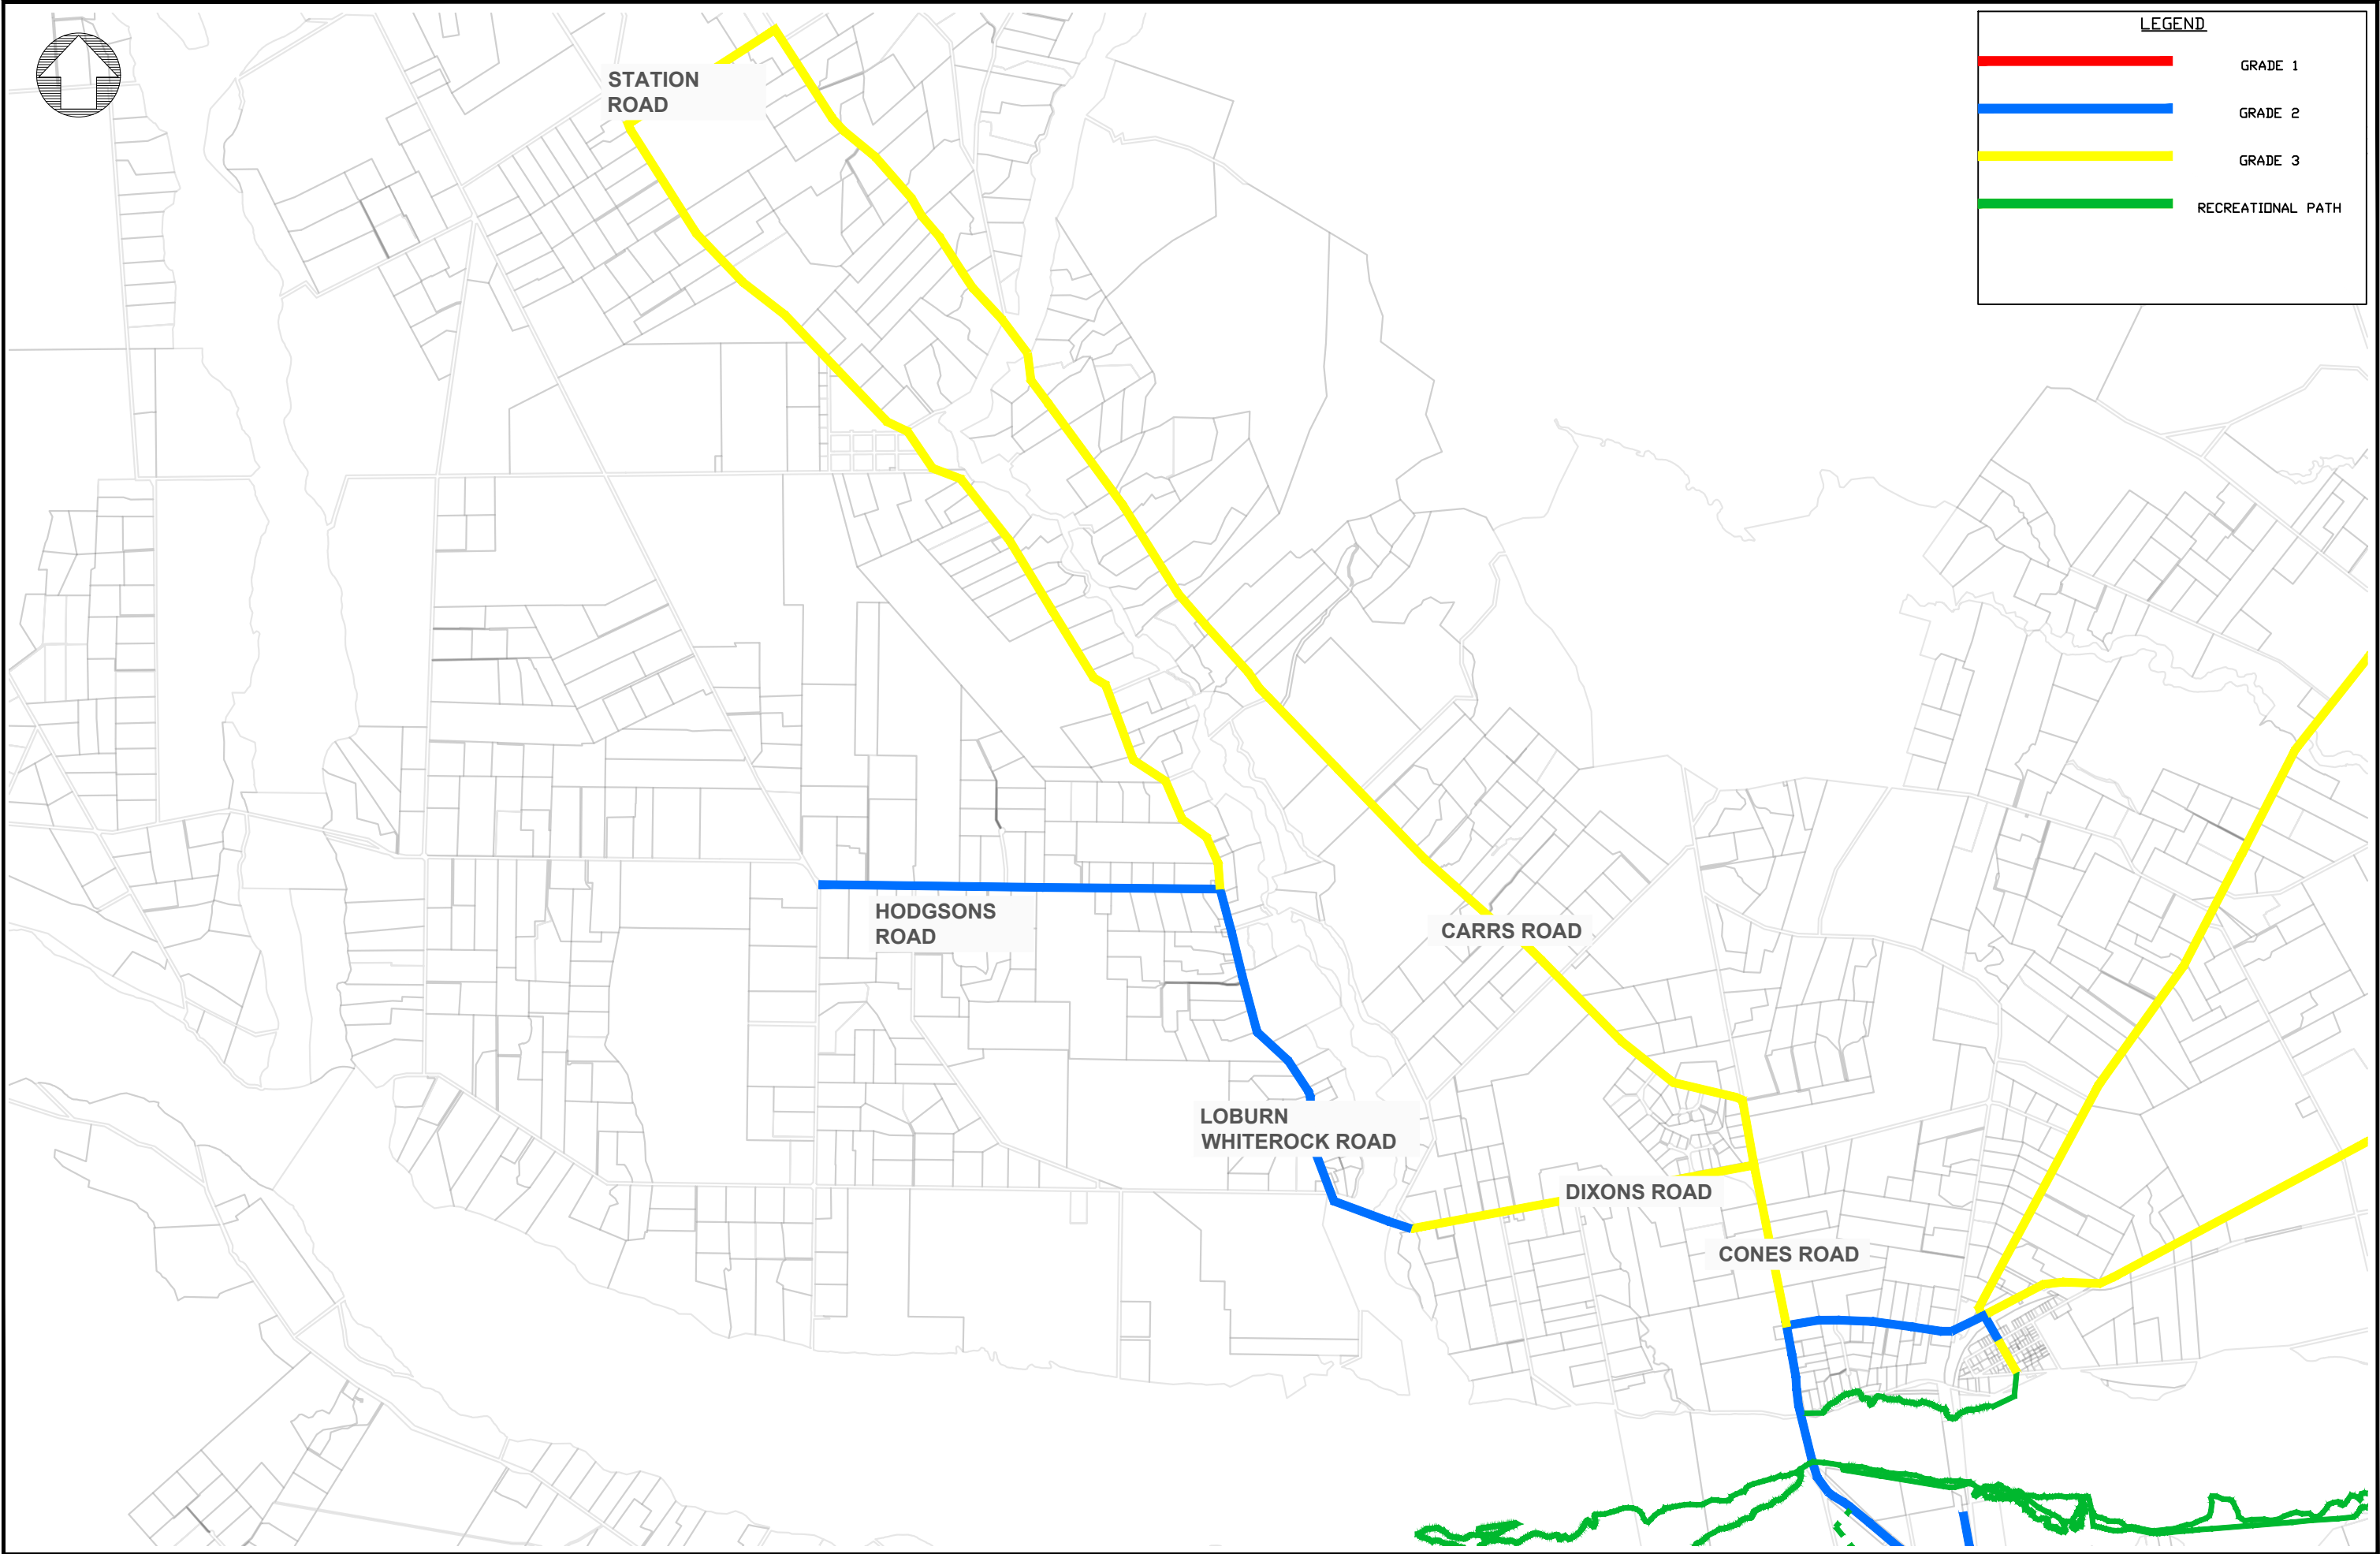 LEGEND
GRADE 1
GRADE 2
GRADE 3
RECREATIONAL PATH
STATION
ROAD
HODGSONS
ROAD
CARRS ROAD
LOBURN
WHITEROCK ROAD
DIXONS ROAD
CONES ROAD